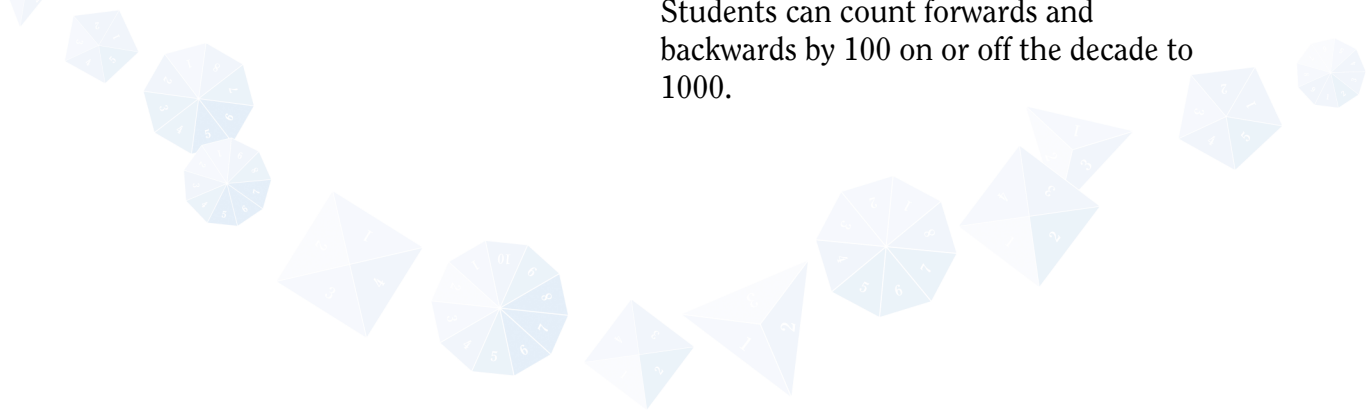 Students can count forwards and
backwards by 100 on or off the decade to
1000.